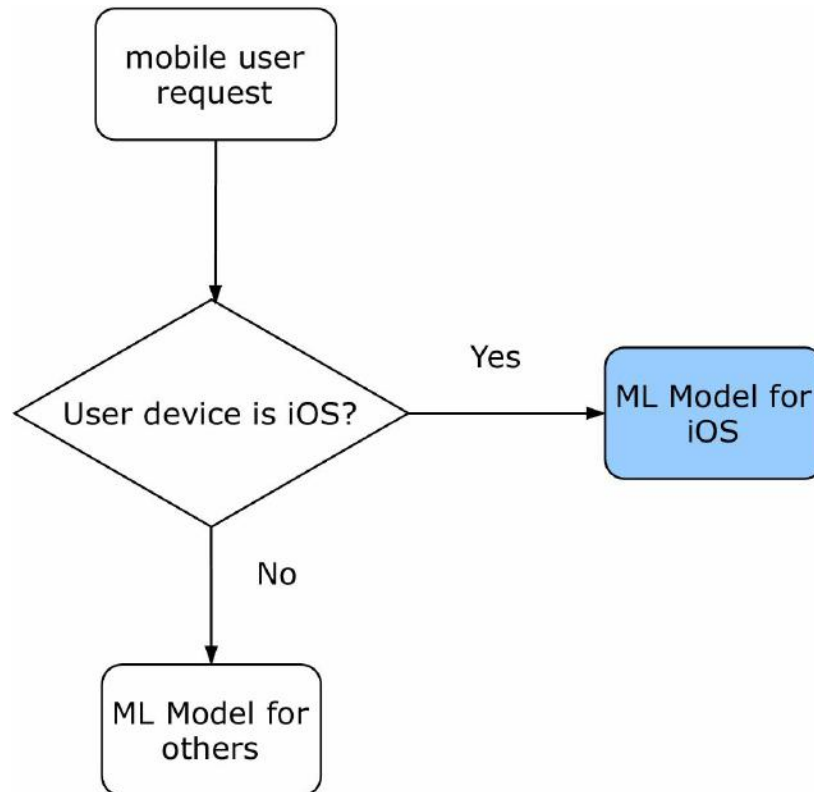 mobile user
request
User device is iOS?
Yes
ML Model for
iOS
No
ML Model for
others